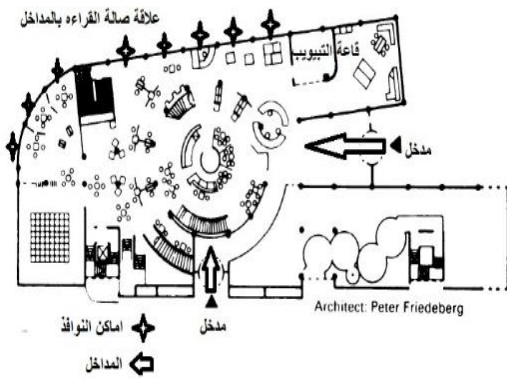 علاقة صالة القراءه بالمداخل
قاعة التبويب
مدخل
Architect: Peter Friedeberg
مدخل
اماكن النوافذ
المداخل